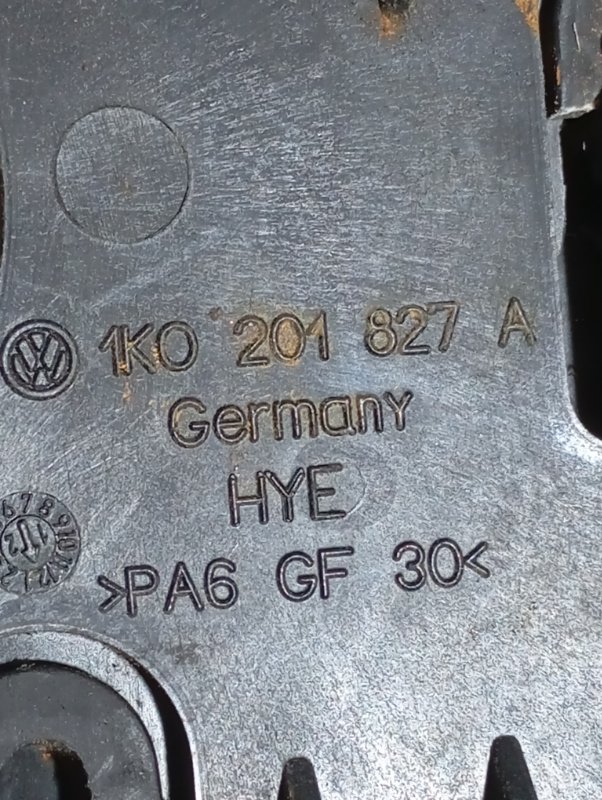 1K0 201 827 A
Germany
HYE
>PA6 GF 30<